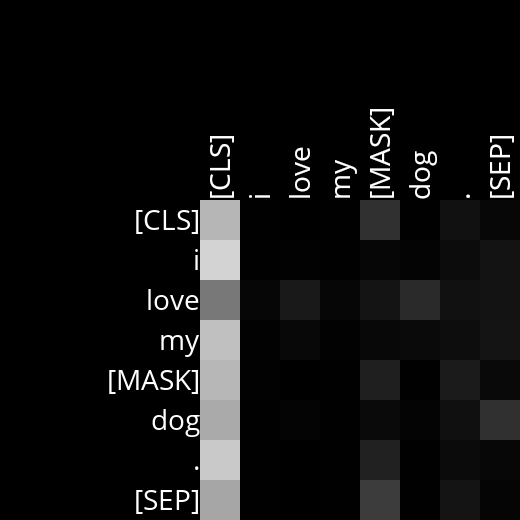 [CLS] i love my [MASK] dog . [SEP]
[CLS]
i
love
my
[MASK]
dog
.
[SEP]